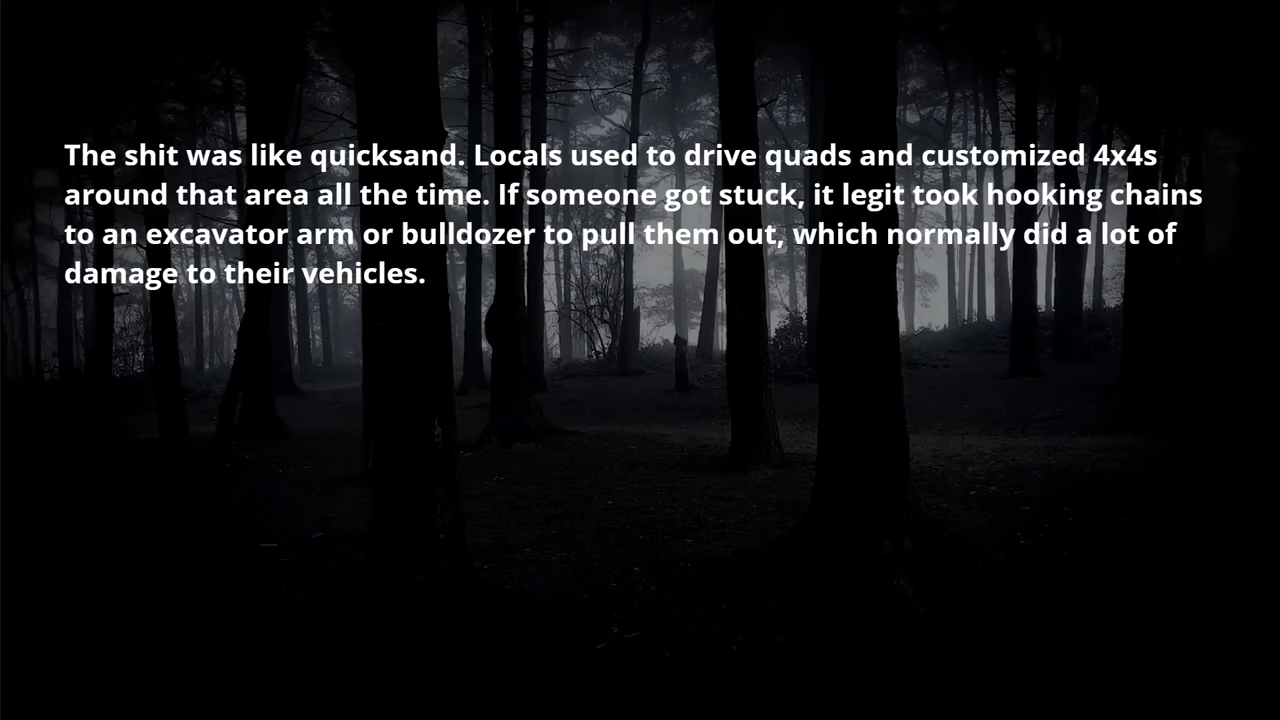 The shit was like quicksand. Locals used to drive quads and customized 4x4s
around that area all the time. If someone got stuck, it legit took hooking chains
to an excavator arm or bulldozer to pull them out, which normally did a lot of
damage to their vehicles.